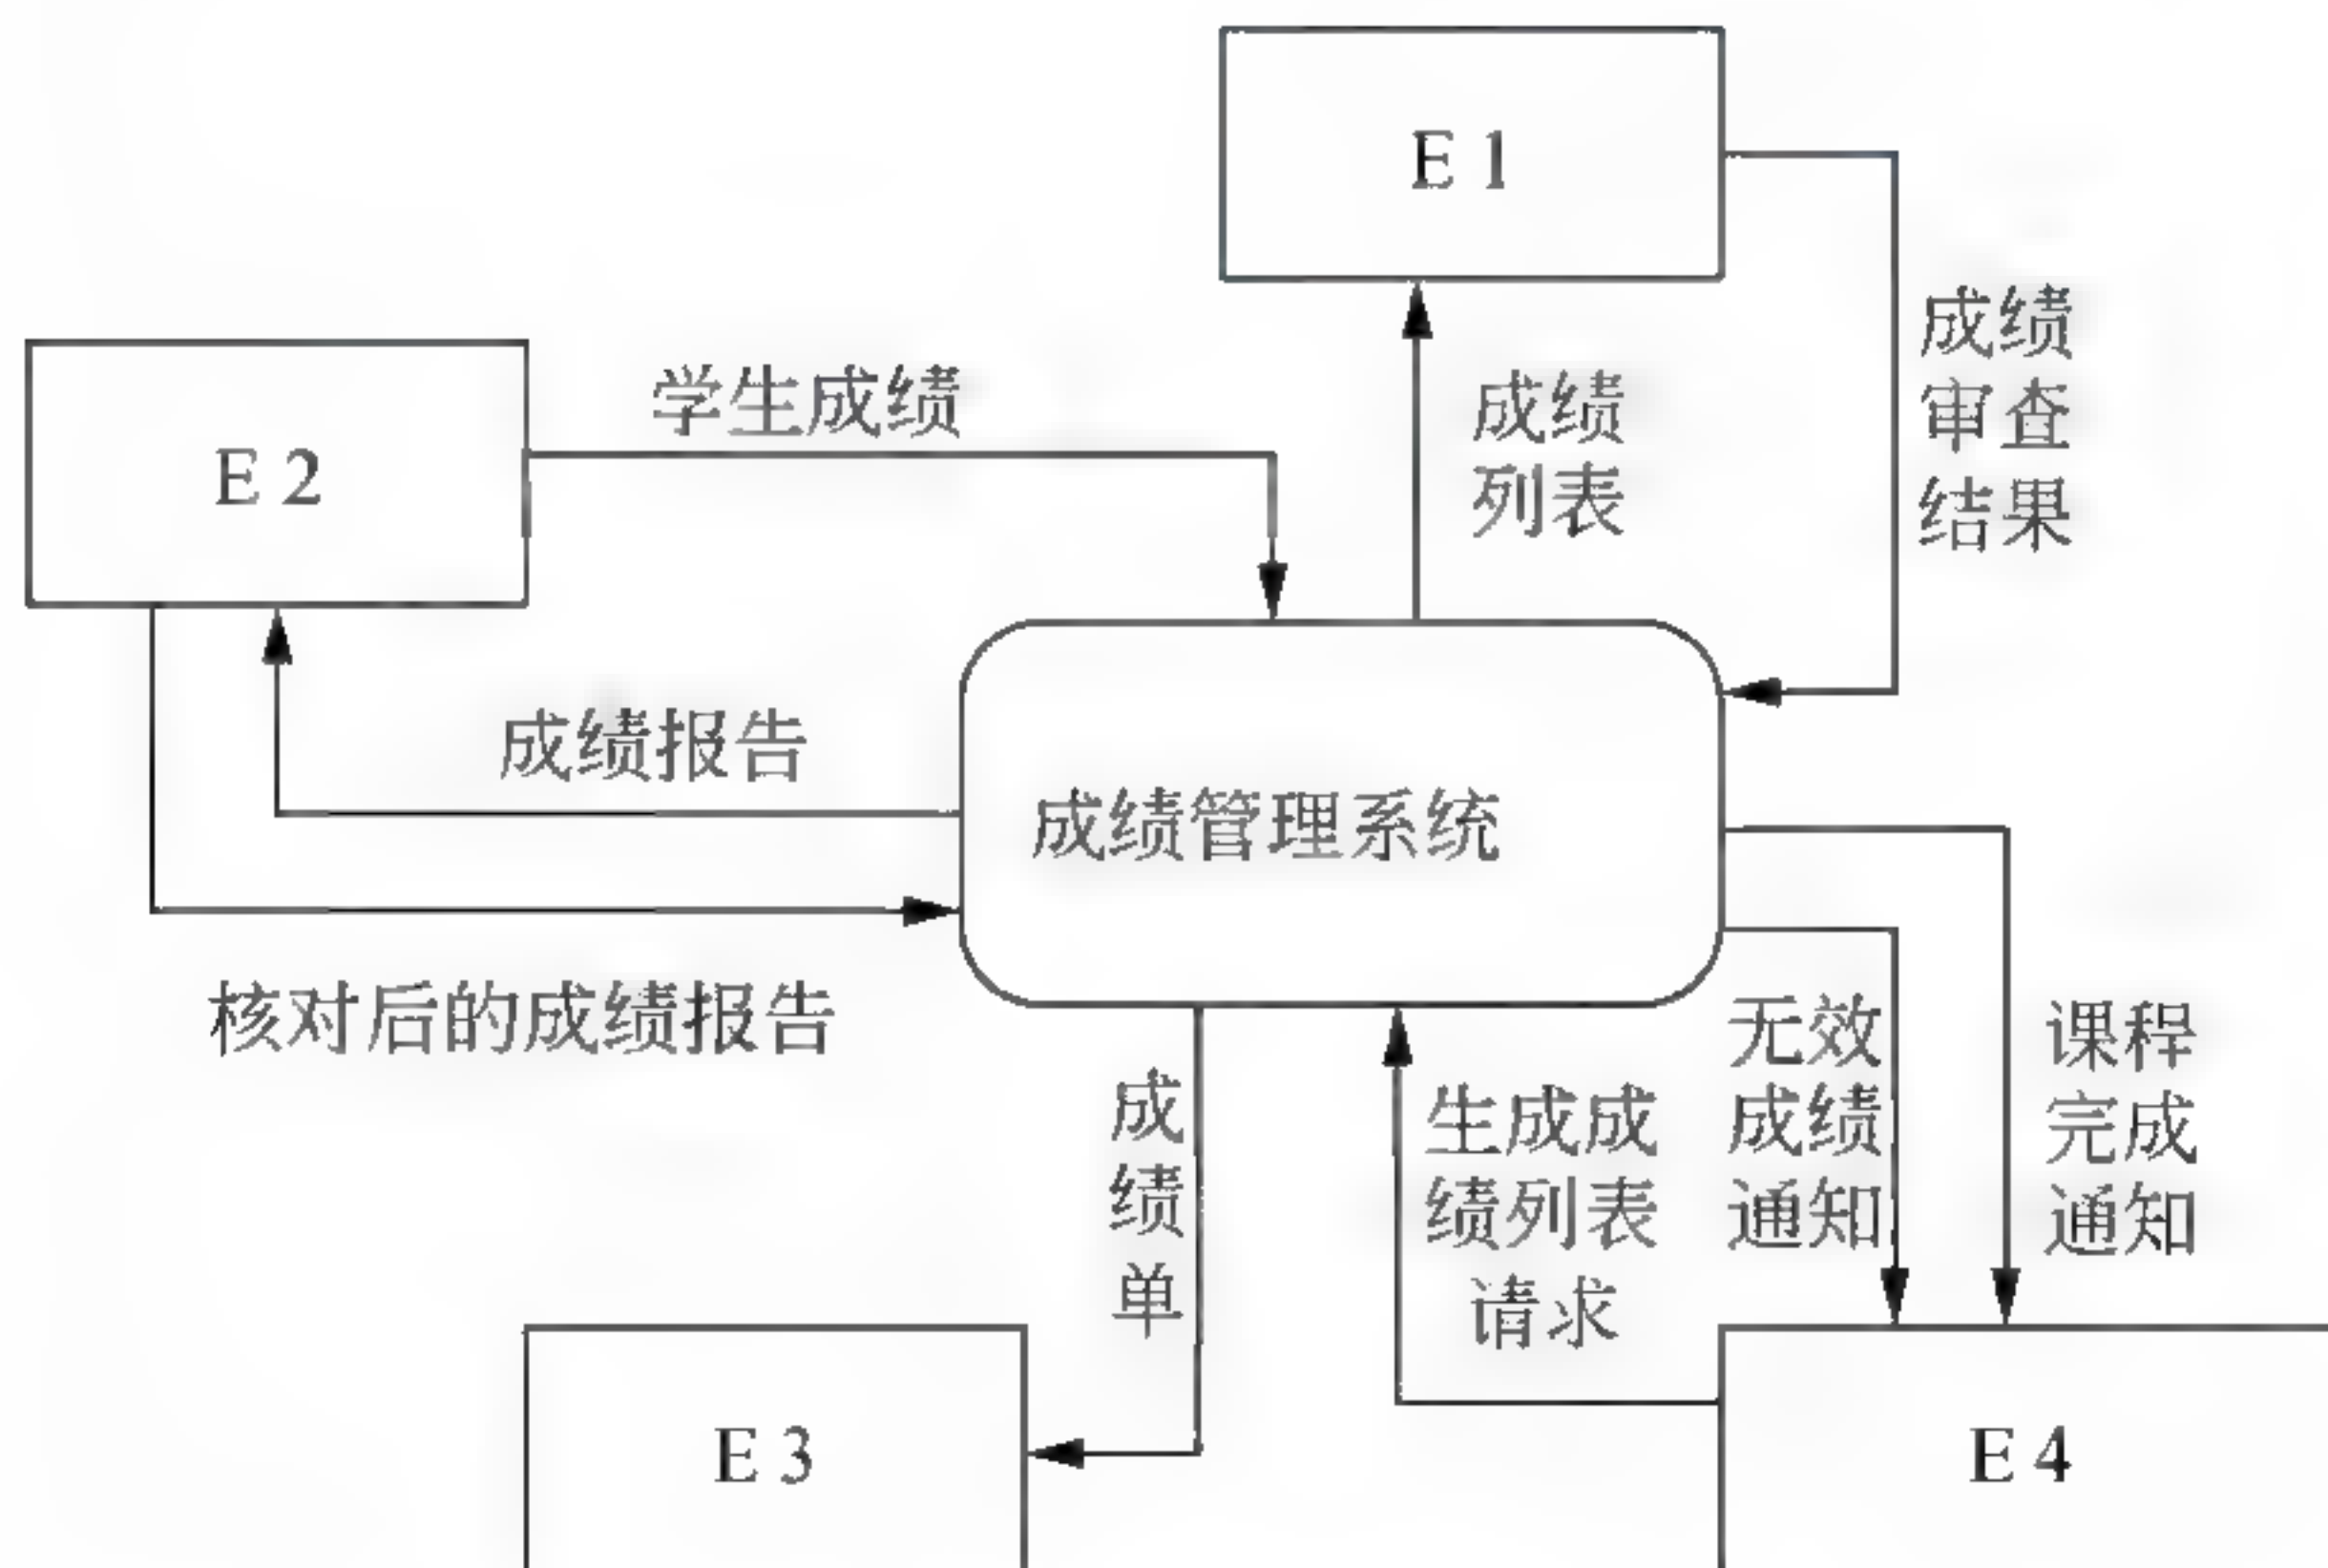 E 1
成绩
审查
结果
学生成绩
成绩
列表
E 2
成绩报告
成绩管理系统
核对后的成绩报告
成
绩
单
生成成
绩列表
请求
无效
成绩
通知
课程
完成
通知
E 3
E 4